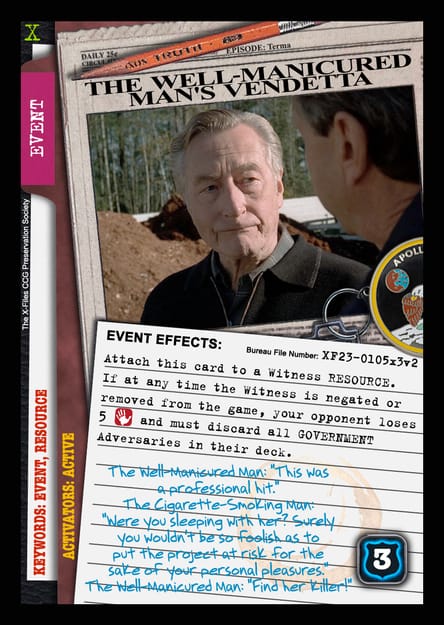 X
DAILY 25¢
EPISODE: Terma
THE WELL-MANICURED
MAN'S VENDETTA
EVENT
The X-Files CCG Preservation Society
APOLL
EVENT EFFECTS:
Bureau File Number: XF23-0105x3v2
Attach this card to a Witness RESOURCE.
If at any time the Witness is negated or
removed from the game, your opponent loses
5 and must discard all GOVERNMENT
Adversaries in their deck.
The Well-Manicured Man: "This was
a professional hit."
The Cigarette-Smoking Man:
"Were you sleeping with her? Surely
you wouldn't be so foolish as to
put the project at risk for the
sake of your personal pleasures."
The Well-Manicured Man: "Find her killer!"
KEYWORDS: EVENT, RESOURCE
ACTIVATORS: ACTIVE
3